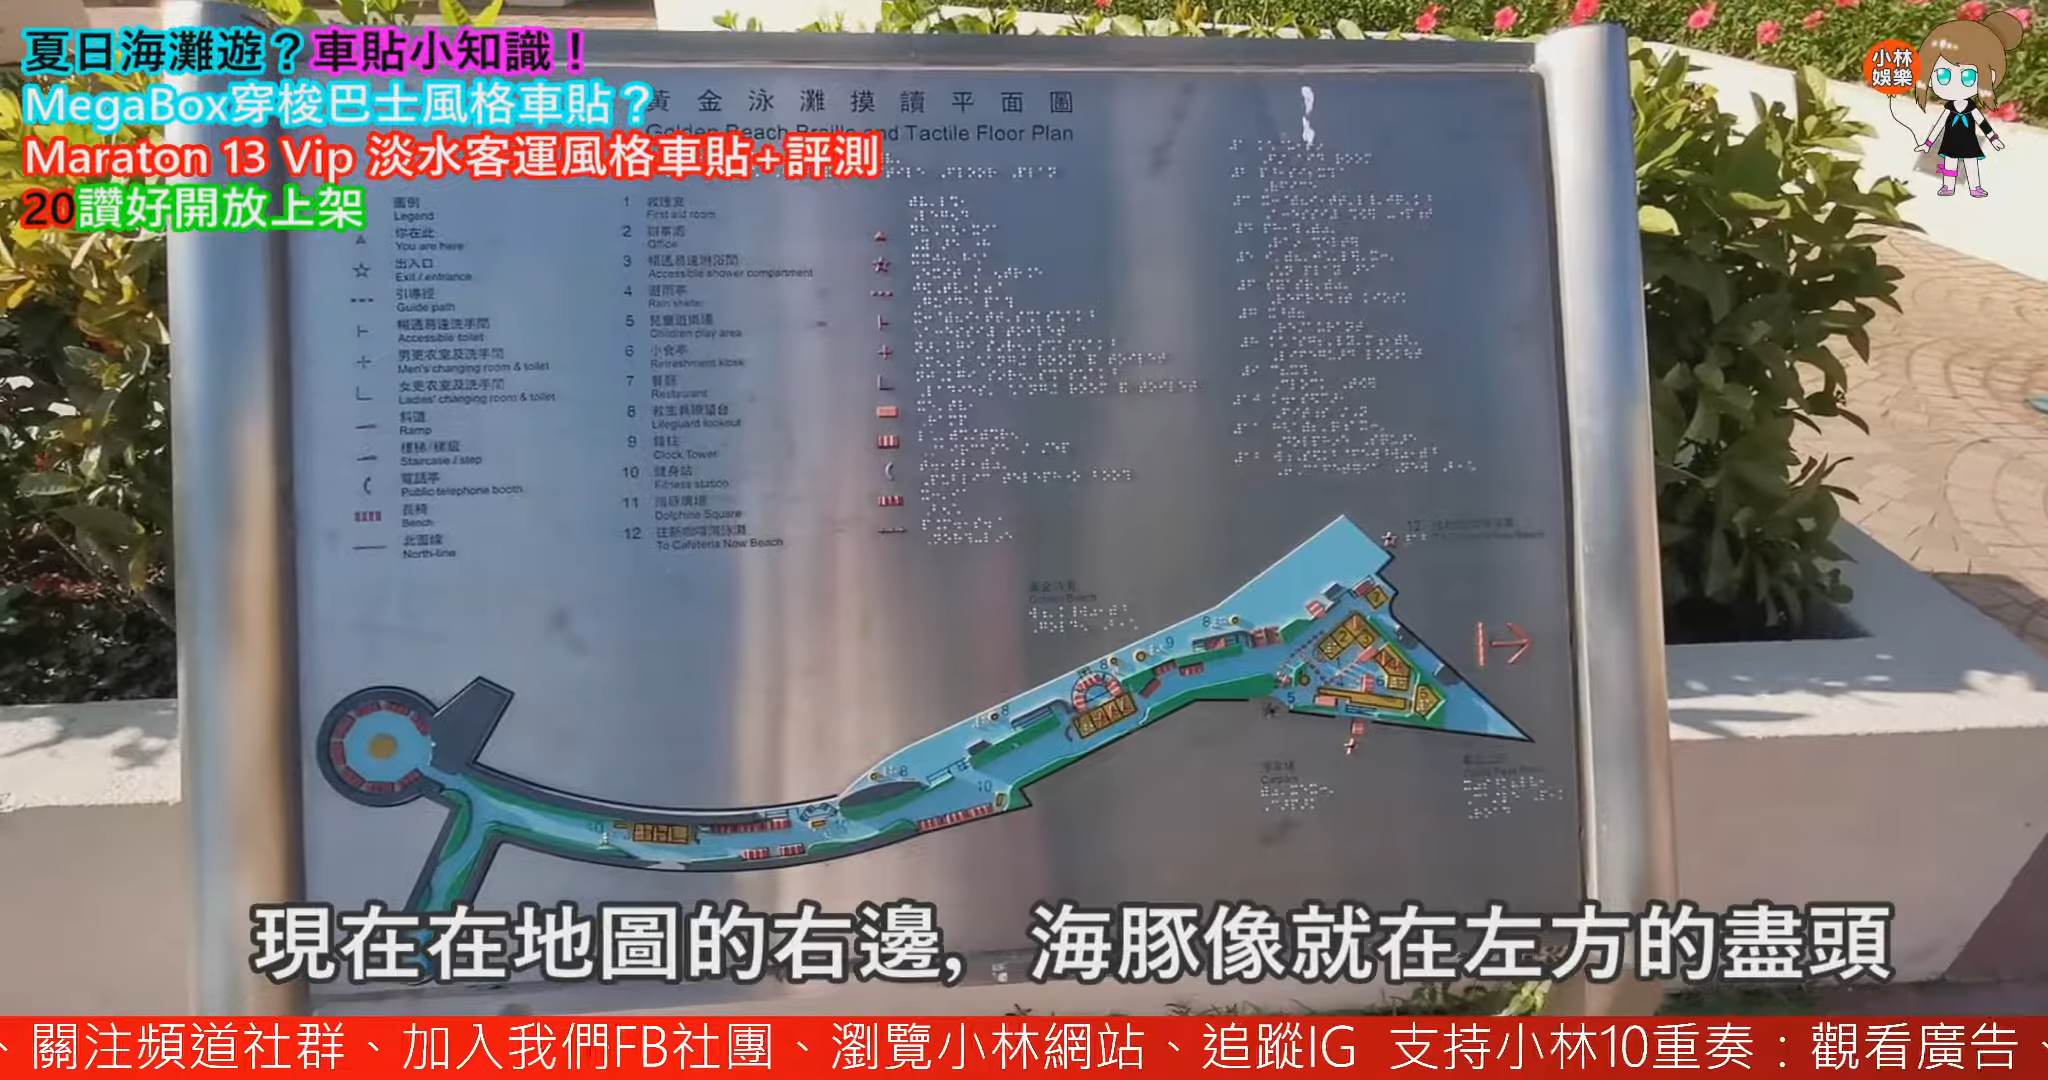 夏日海灘遊？車貼小知識！
MegaBox穿梭巴士風格車貼？
Maraton 13 Vip 淡水客運風格車貼+評測
20讚好開放上架
小林
娛樂
黃金泳灘摸讀平面圖
Golden Beach Braille and Tactile Floor Plan
圖例
Legend
你在此
You are here
出入口
Exit / entrance
引導徑
Guide path
暢通易達洗手間
Accessible toilet
男更衣室及洗手間
Men's changing room & toilet
女更衣室及洗手間
Ladies' changing room & toilet
斜道
Ramp
樓梯/梯級
Staircase / step
電話亭
Public telephone booth
長椅
Bench
北面線
North-line
1 救護室
First aid room
2 辦事處
Office
3 暢通易達淋浴間
Accessible shower compartment
4 避雨亭
Rain shelter
5 兒童遊樂場
Children play area
6 小食亭
Refreshment kiosk
7 餐廳
Restaurant
8 救生員瞭望台
Lifeguard lookout
9 鐘柱
Clock Tower
10 健身站
Fitness station
11 海豚廣場
Dolphine Square
12 往新咖啡灣泳灘
To Cafeteria New Beach
黃金泳灘
Golden Beach
停車場
Carpark
現在在地圖的右邊，海豚像就在左方的盡頭
、關注頻道社群、加入我們FB社團、瀏覽小林網站、追蹤IG 支持小林10重奏：觀看廣告、